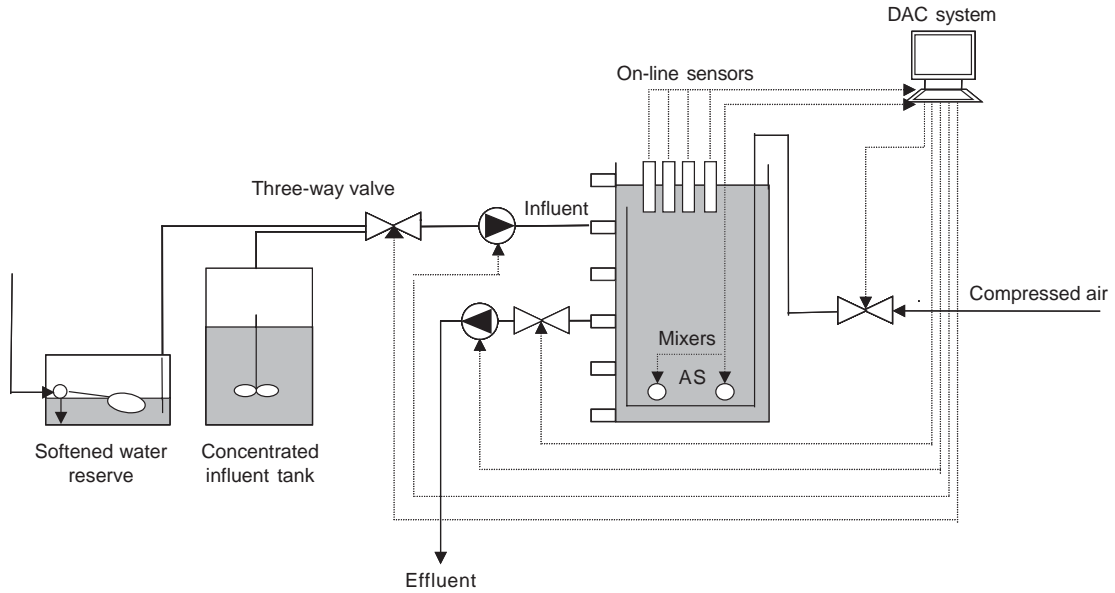 DAC system
On-line sensors
Three-way valve
Influent
Compressed air
Mixers
AS
Softened water
reserve
Concentrated
influent tank
Effluent